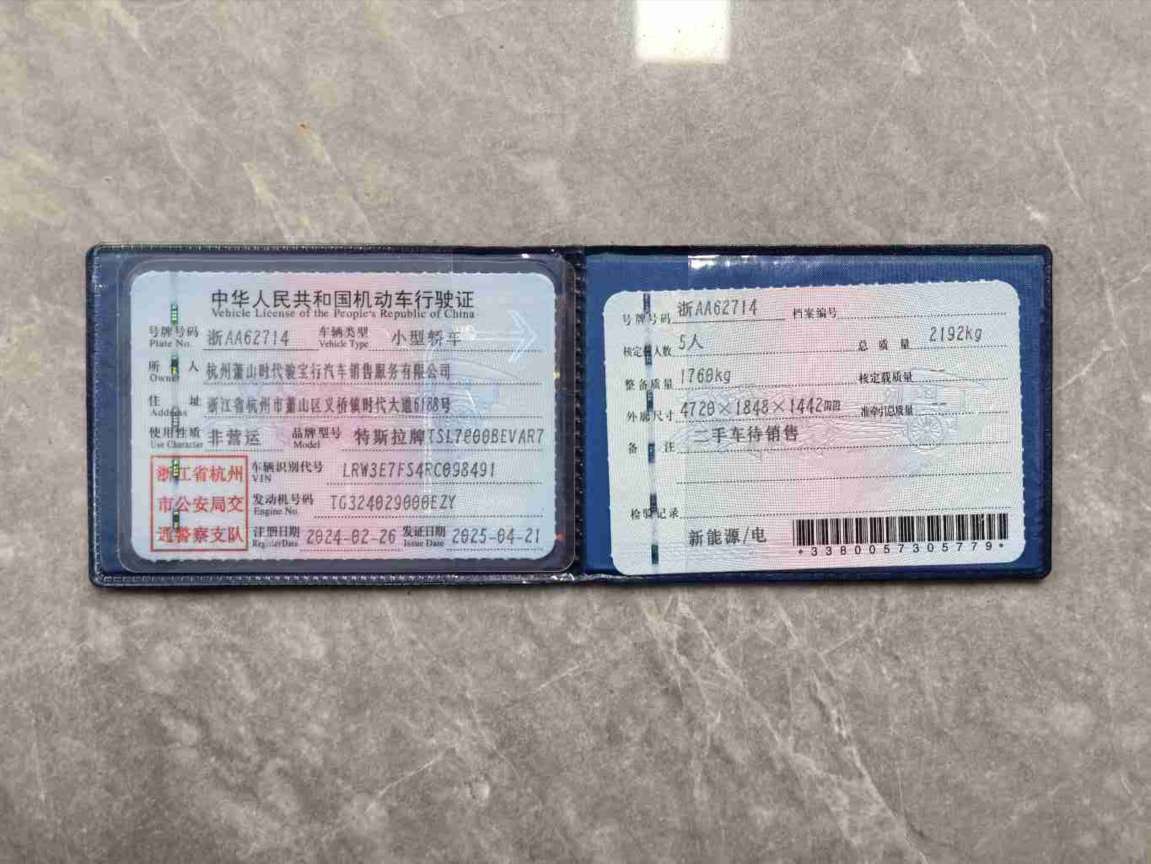 中华人民共和国机动车行驶证
Vehicle License of the People's Republic of China
号牌号码 浙AA62714 车辆类型 小型轿车
Plate No. Vehicle Type
所 有 人 杭州萧山时代骏宝行汽车销售服务有限公司
Owner
住 址 浙江省杭州市萧山区义桥镇时代大道6188号
Address
使用性质 非营运 品牌型号 特斯拉牌TSL7000BEVAR7
Use Character Model
浙江省杭州
市公安局交
通警察支队
车辆识别代号 LRW3E7FS4RC098491
VIN
发动机号码 TG324029000EZY
Engine No.
注册日期 2024-02-26 发证日期 2025-04-21
Register Date Issue Date
号牌号码 浙AA62714 档案编号
核定载人数 5人 总 质 量 2192kg
整备质量 1760kg 核定载质量 --
外廓尺寸 4720×1848×1442mm 准牵引总质量 --
备 注 二手车待销售
检验记录
新能源/电
*3380057305779*